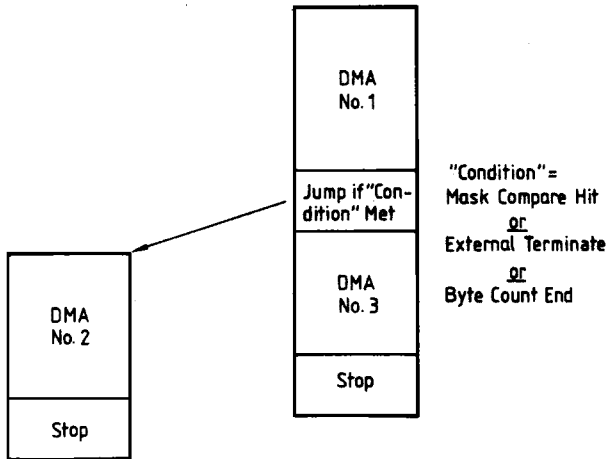 DMA
No. 1
Jump if "Con-
dition" Met
DMA
No. 3
Stop
"Condition"=
Mask Compare Hit
or
External Terminate
or
Byte Count End
DMA
No. 2
Stop